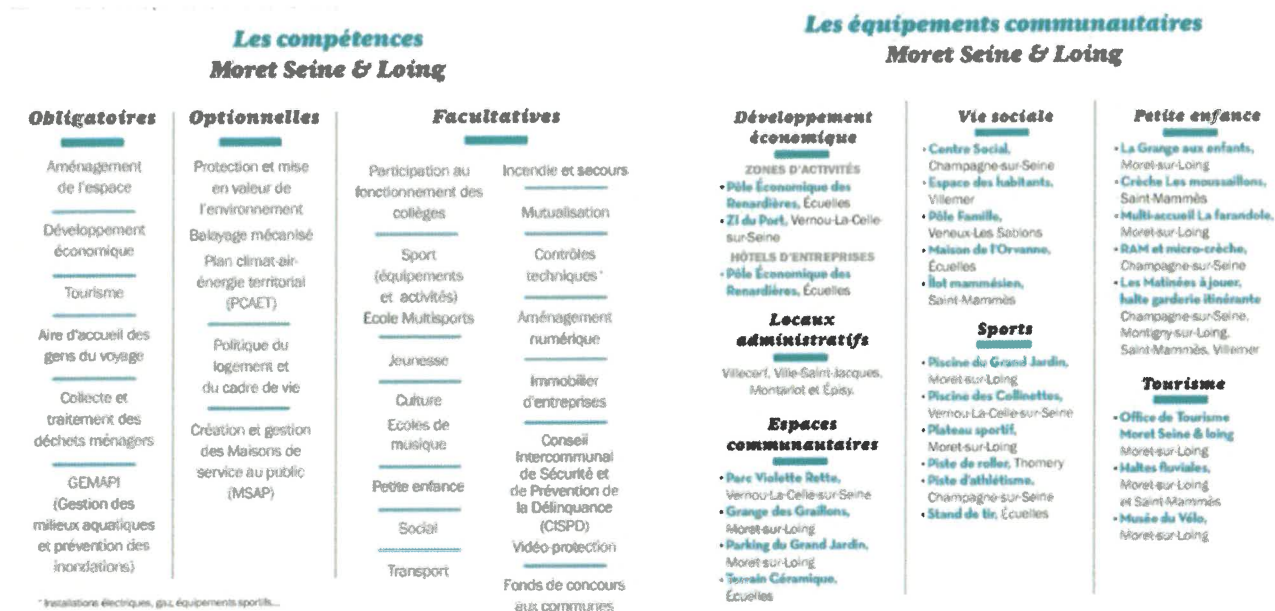 Les compétences
Moret Seine & Loing
Obligatoires
Aménagement
de l'espace
Développement
économique
Tourisme
Aire d'accueil des
gens du voyage
Collecte et
traitement des
déchets ménagers
GEMAPI
(Gestion des
milieux aquatiques
et prévention des
inondations)
Optionnelles
Protection et mise
en valeur de
l'environnement
Balayage mécanisé
Plan climat-air-
énergie territorial
(PCAET)
Politique du
logement et
du cadre de vie
Création et gestion
des Maisons de
service au public
(MSAP)
Facultatives
Participation au
fonctionnement des
collèges
Sport
(équipements
et activités)
Ecole Multisports
Jeunesse
Culture
Ecoles de
musique
Petite enfance
Social
Transport
Incendie et secours
Mutualisation
Contrôles
techniques*
Aménagement
numérique
Immobilier
d'entreprises
Conseil
Intercommunal
de Sécurité et
de Prévention de
la Délinquance
(CISPD)
Vidéo-protection
Fonds de concours
aux communes
* Installations électriques, gaz, équipements sportifs...
Les équipements communautaires
Moret Seine & Loing
Développement
économique
ZONES D'ACTIVITÉS
• Pôle Économique des
Renardières, Écuelles
• ZI du Port, Vernou-La-Celle-
sur-Seine
HÔTELS D'ENTREPRISES
• Pôle Économique des
Renardières, Écuelles
Locaux
administratifs
Villecerf, Ville-Saint-Jacques,
Montarlot et Épisy.
Espaces
communautaires
• Parc Violette Rette,
Vernou-La-Celle-sur-Seine
• Grange des Graillons,
Moret-sur-Loing
• Parking du Grand Jardin,
Moret-sur-Loing
• Terrain Céramique,
Écuelles
Vie sociale
• Centre Social,
Champagne-sur-Seine
• Espace des habitants,
Villemer
• Pôle Famille,
Veneux-Les Sablons
• Maison de l'Orvanne,
Écuelles
• Îlot mammésien,
Saint-Mammès
Sports
• Piscine du Grand Jardin,
Moret-sur-Loing
• Piscine des Collinettes,
Vernou-La-Celle-sur-Seine
• Plateau sportif,
Moret-sur-Loing
• Piste de roller, Thomery
• Piste d'athlétisme,
Champagne-sur-Seine
• Stand de tir, Écuelles
Petite enfance
• La Grange aux enfants,
Moret-sur-Loing
• Crèche Les moussaillons,
Saint-Mammès
• Multi-accueil La farandole,
Moret-sur-Loing
• RAM et micro-crèche,
Champagne-sur-Seine
• Les Matinées à jouer,
halte garderie itinérante
Champagne-sur-Seine,
Montigny-sur-Loing,
Saint-Mammès, Villemer
Tourisme
• Office de Tourisme
Moret Seine & loing
Moret-sur-Loing
• Haltes fluviales,
Moret-sur-Loing
et Saint-Mammès
• Musée du Vélo,
Moret-sur-Loing